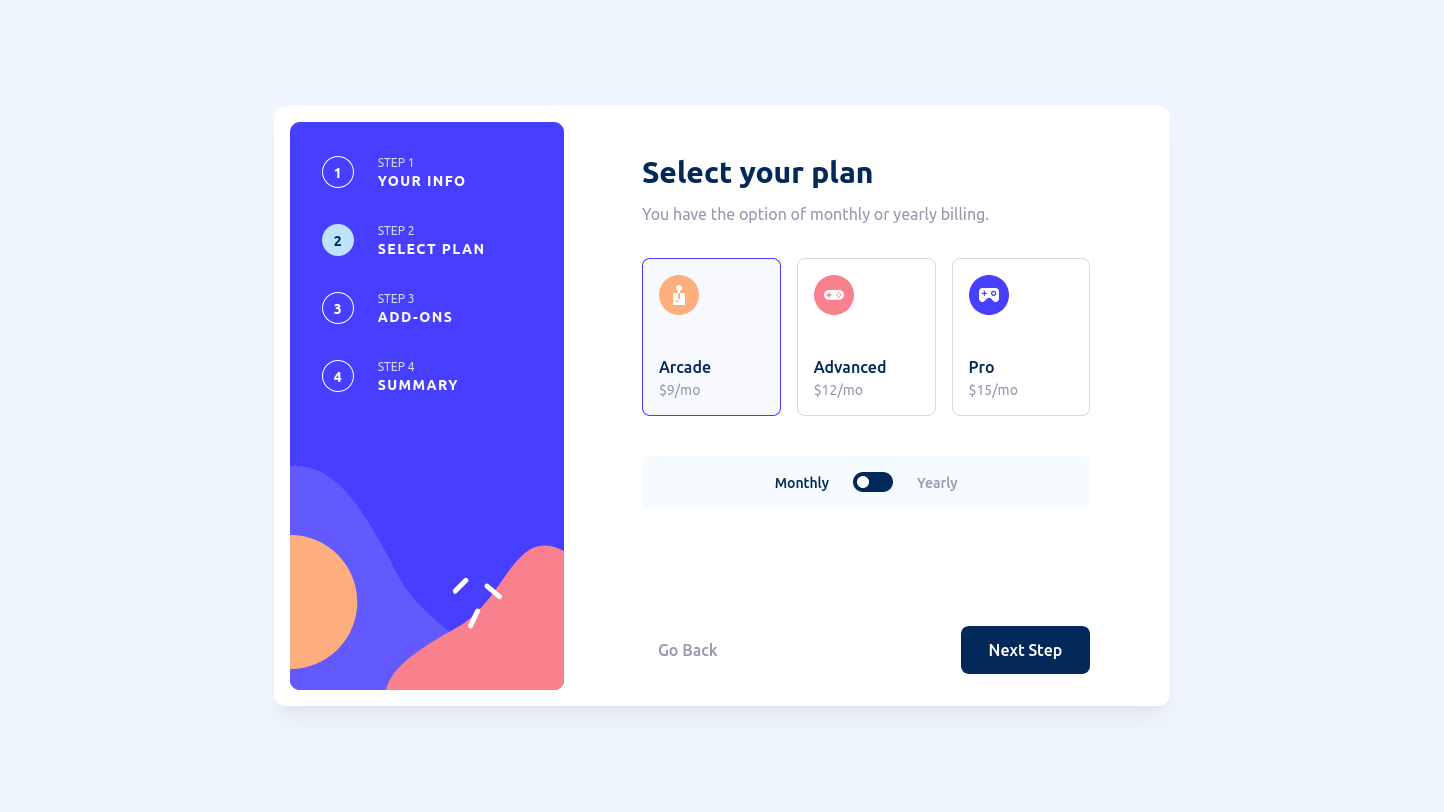 1
STEP 1
YOUR INFO
2
STEP 2
SELECT PLAN
3
STEP 3
ADD-ONS
4
STEP 4
SUMMARY
Select your plan
You have the option of monthly or yearly billing.
Arcade
$9/mo
Advanced
$12/mo
Pro
$15/mo
Monthly
Yearly
Go Back
Next Step